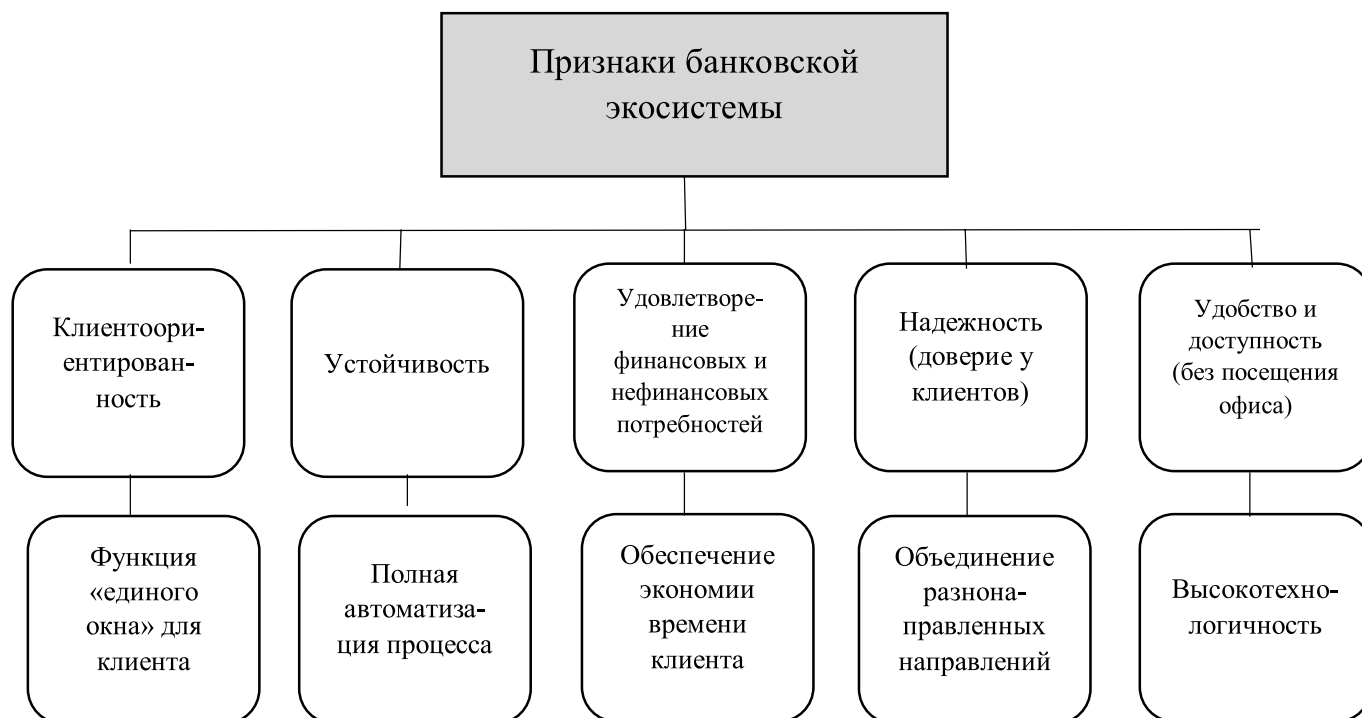 Признаки банковской
экосистемы
Клиентоори-
ентирован-
ность
Устойчивость
Удовлетворе-
ние
финансовых и
нефинансовых
потребностей
Надежность
(доверие у
клиентов)
Удобство и
доступность
(без посещения
офиса)
Функция
«единого
окна» для
клиента
Полная
автоматиза-
ция процесса
Обеспечение
экономии
времени
клиента
Объединение
разнона-
правленных
направлений
Высокотехно-
логичность